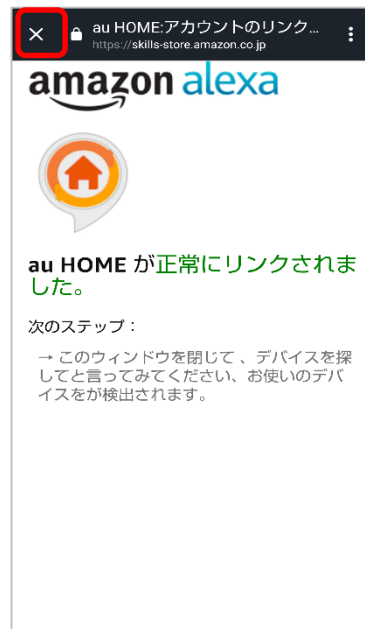 au HOME:アカウントのリンク...
https://skills-store.amazon.co.jp
amazon alexa
au HOME が正常にリンクされま
した。
次のステップ：
→ このウィンドウを閉じて 、デバイスを探
してと言ってみてください、お使いのデバ
イスをが検出されます。